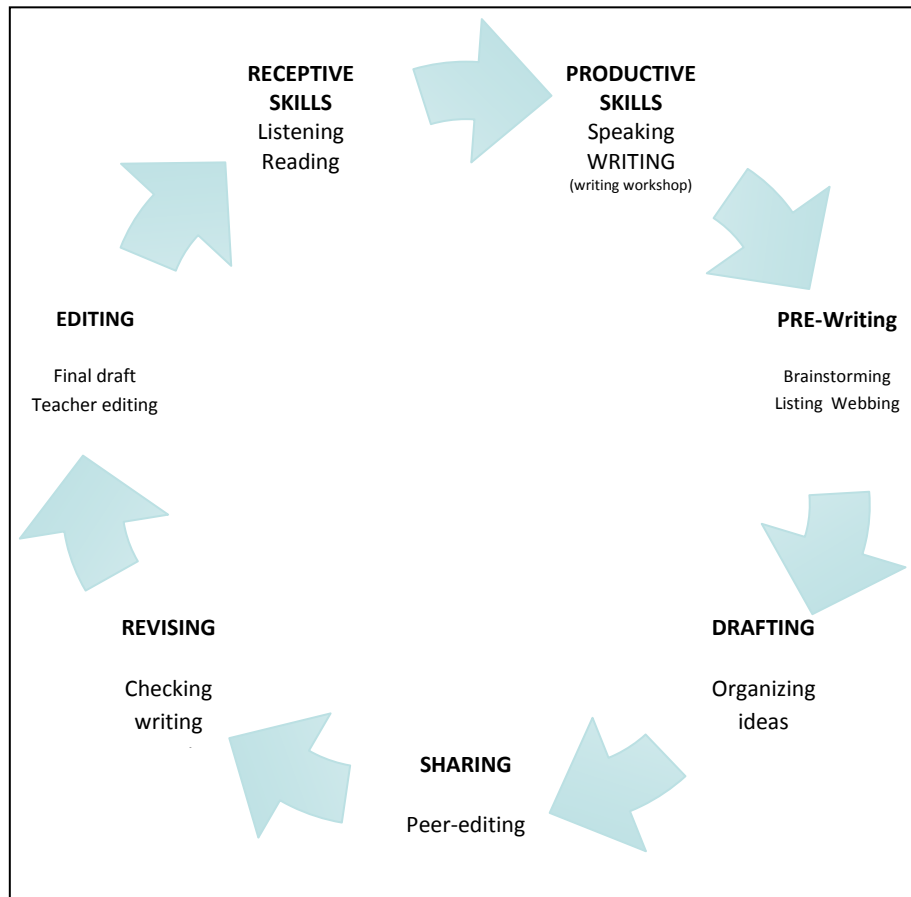 RECEPTIVE
SKILLS
Listening
Reading
PRODUCTIVE
SKILLS
Speaking
WRITING
(writing workshop)
PRE-Writing
Brainstorming
Listing Webbing
DRAFTING
Organizing
ideas
SHARING
Peer-editing
REVISING
Checking
writing
EDITING
Final draft
Teacher editing